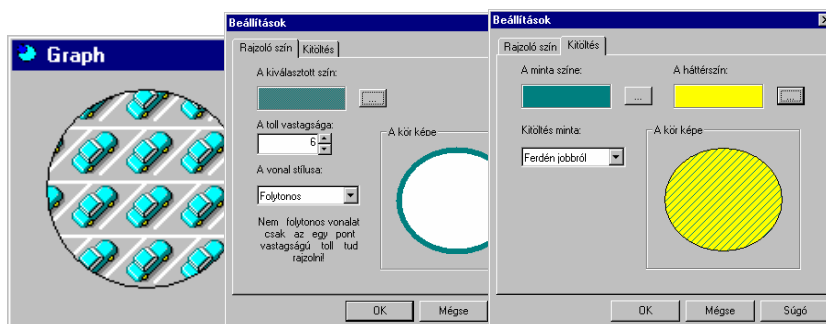 Graph
Beállítások
Rajzoló szín
Kitöltés
A kiválasztott szín:
...
A toll vastagsága:
6
A vonal stílusa:
Folytonos
Nem folytonos vonalat
csak az egy pont
vastagságú toll tud
rajzolni!
A kör képe
OK
Mégse
Beállítások
Rajzoló szín
Kitöltés
A minta színe:
...
A háttérszín:
...
Kitöltés minta:
Ferdén jobbról
A kör képe
OK
Mégse
Súgó